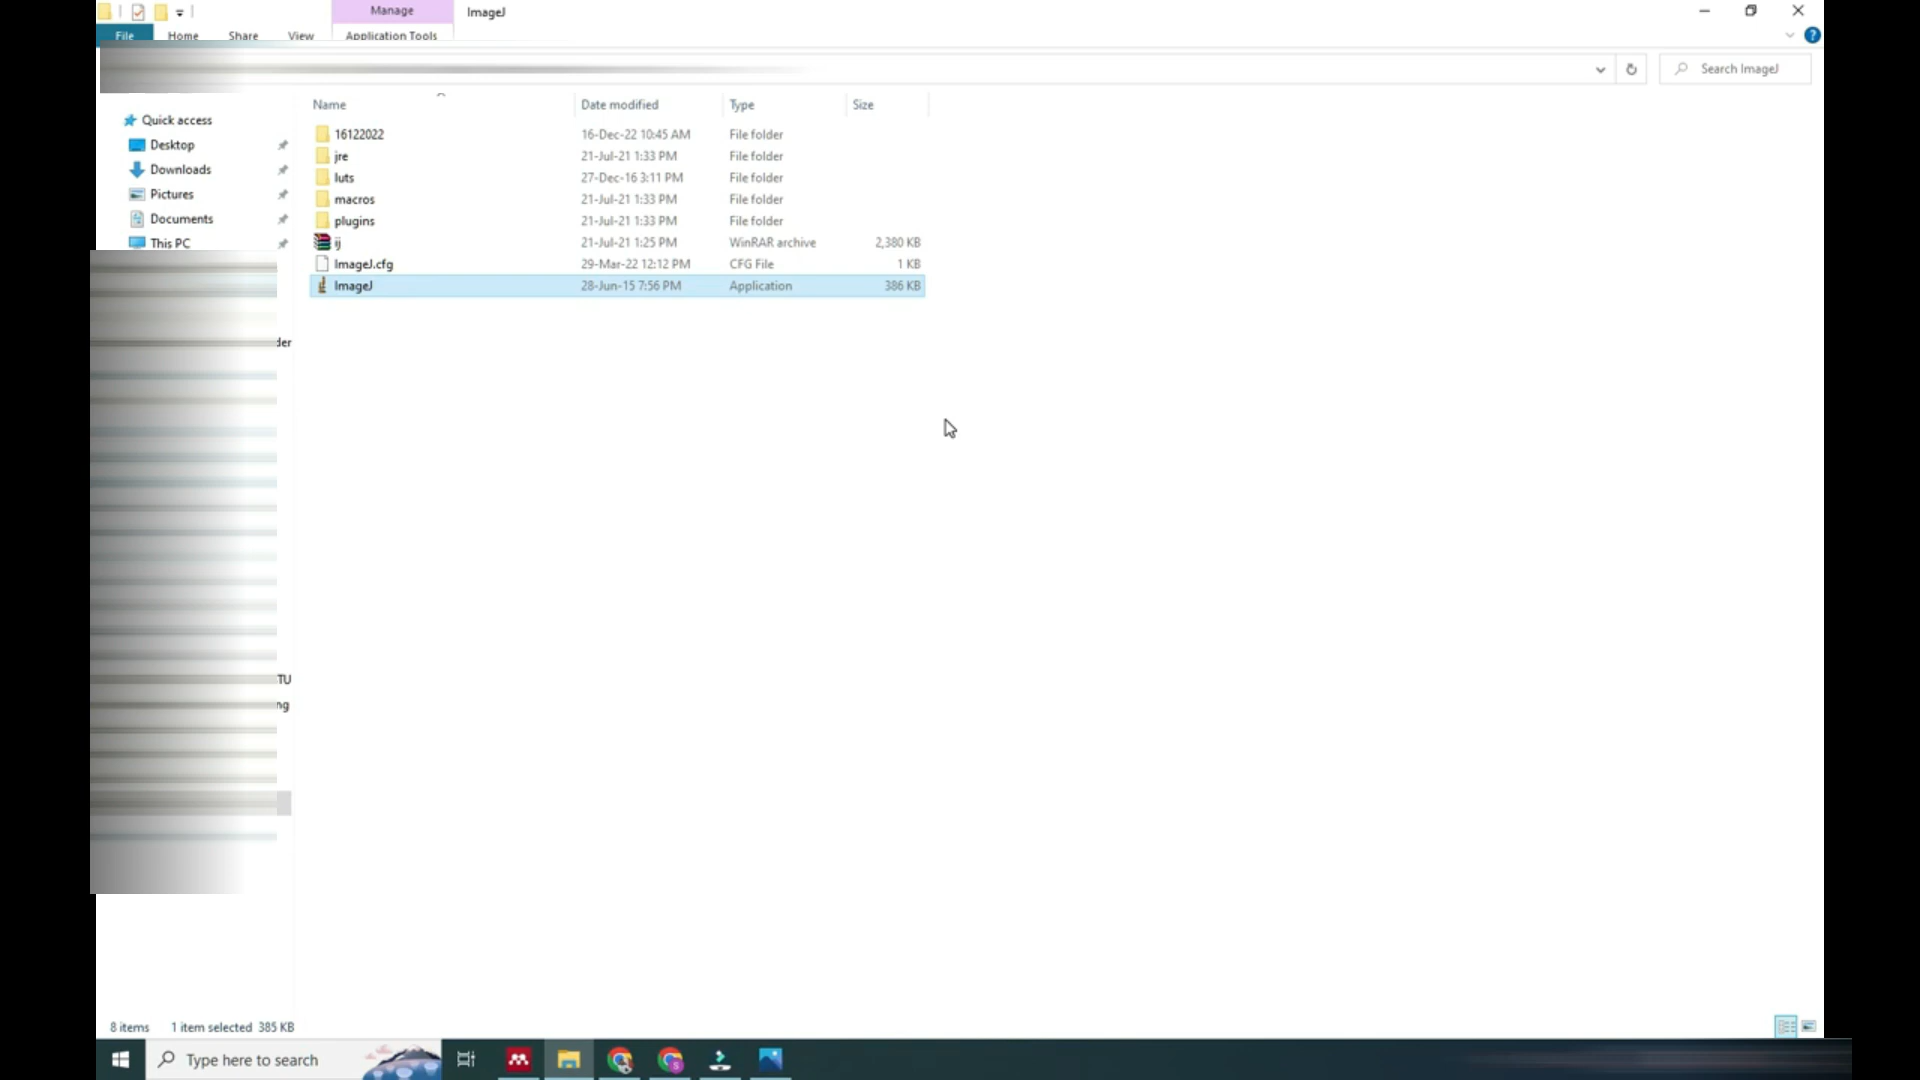 Manage
ImageJ
File Home Share View Application Tools
Search ImageJ
Name Date modified Type Size
Quick access
Desktop
Downloads
Pictures
Documents
This PC
der
TU
ng
16122022 16-Dec-22 10:45 AM File folder
jre 21-Jul-21 1:33 PM File folder
luts 27-Dec-16 3:11 PM File folder
macros 21-Jul-21 1:33 PM File folder
plugins 21-Jul-21 1:33 PM File folder
ij 21-Jul-21 1:25 PM WinRAR archive 2,380 KB
ImageJ.cfg 29-Mar-22 12:12 PM CFG File 1 KB
ImageJ 28-Jun-15 7:56 PM Application 386 KB
8 items 1 item selected 385 KB
Type here to search